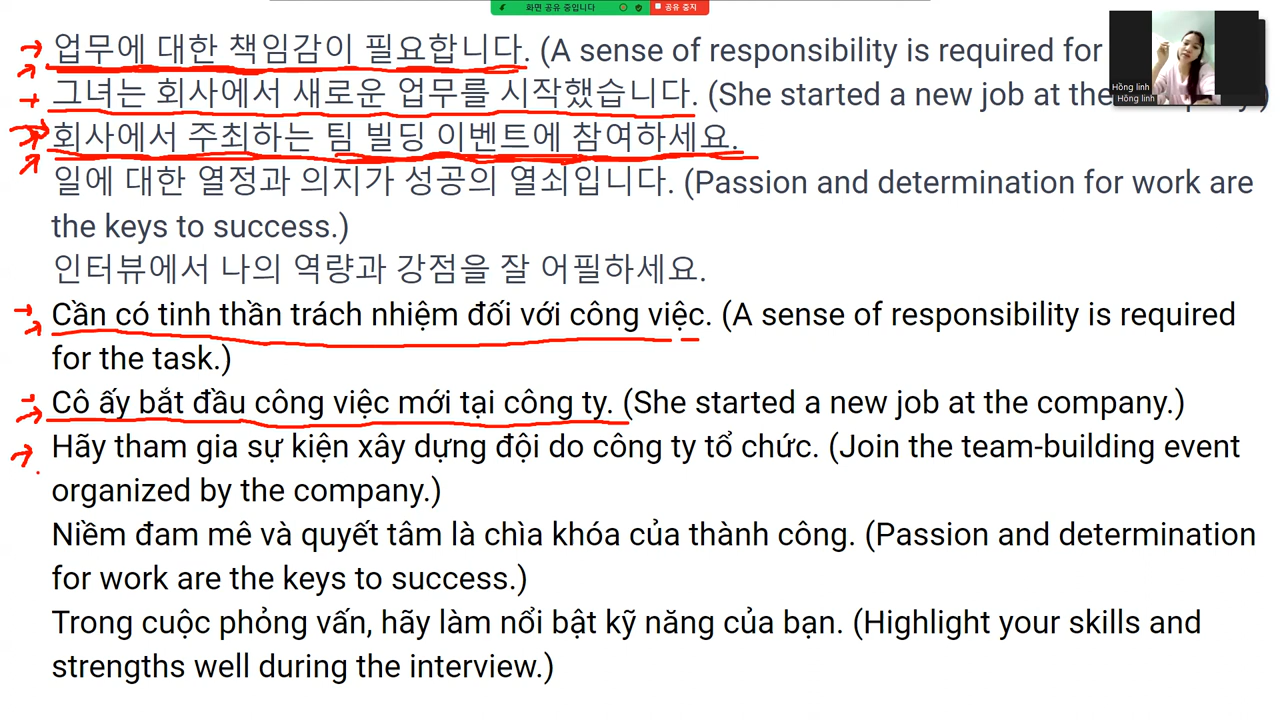 화면 공유 중입니다 공유 중지
업무에 대한 책임감이 필요합니다. (A sense of responsibility is required for
그녀는 회사에서 새로운 업무를 시작했습니다. (She started a new job at the
회사에서 주최하는 팀 빌딩 이벤트에 참여하세요.
일에 대한 열정과 의지가 성공의 열쇠입니다. (Passion and determination for work are
the keys to success.)
인터뷰에서 나의 역량과 강점을 잘 어필하세요.
Cần có tinh thần trách nhiệm đối với công việc. (A sense of responsibility is required
for the task.)
Cô ấy bắt đầu công việc mới tại công ty. (She started a new job at the company.)
Hãy tham gia sự kiện xây dựng đội do công ty tổ chức. (Join the team-building event
organized by the company.)
Niềm đam mê và quyết tâm là chìa khóa của thành công. (Passion and determination
for work are the keys to success.)
Trong cuộc phỏng vấn, hãy làm nổi bật kỹ năng của bạn. (Highlight your skills and
strengths well during the interview.)
Hồng linh
Hồng linh